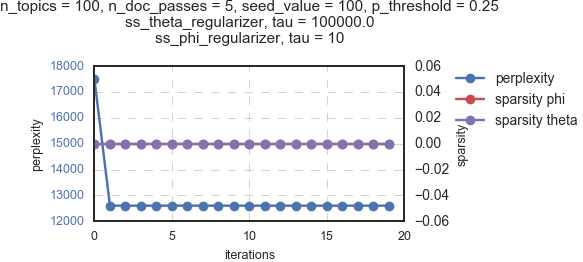 n_topics = 100, n_doc_passes = 5, seed_value = 100, p_threshold = 0.25
ss_theta_regularizer, tau = 100000.0
ss_phi_regularizer, tau = 10
18000
17000
16000
15000
14000
13000
12000
perplexity
0.06
0.04
0.02
0.00
−0.02
−0.04
−0.06
sparsity
perplexity
sparsity phi
sparsity theta
0 5 10 15 20
iterations